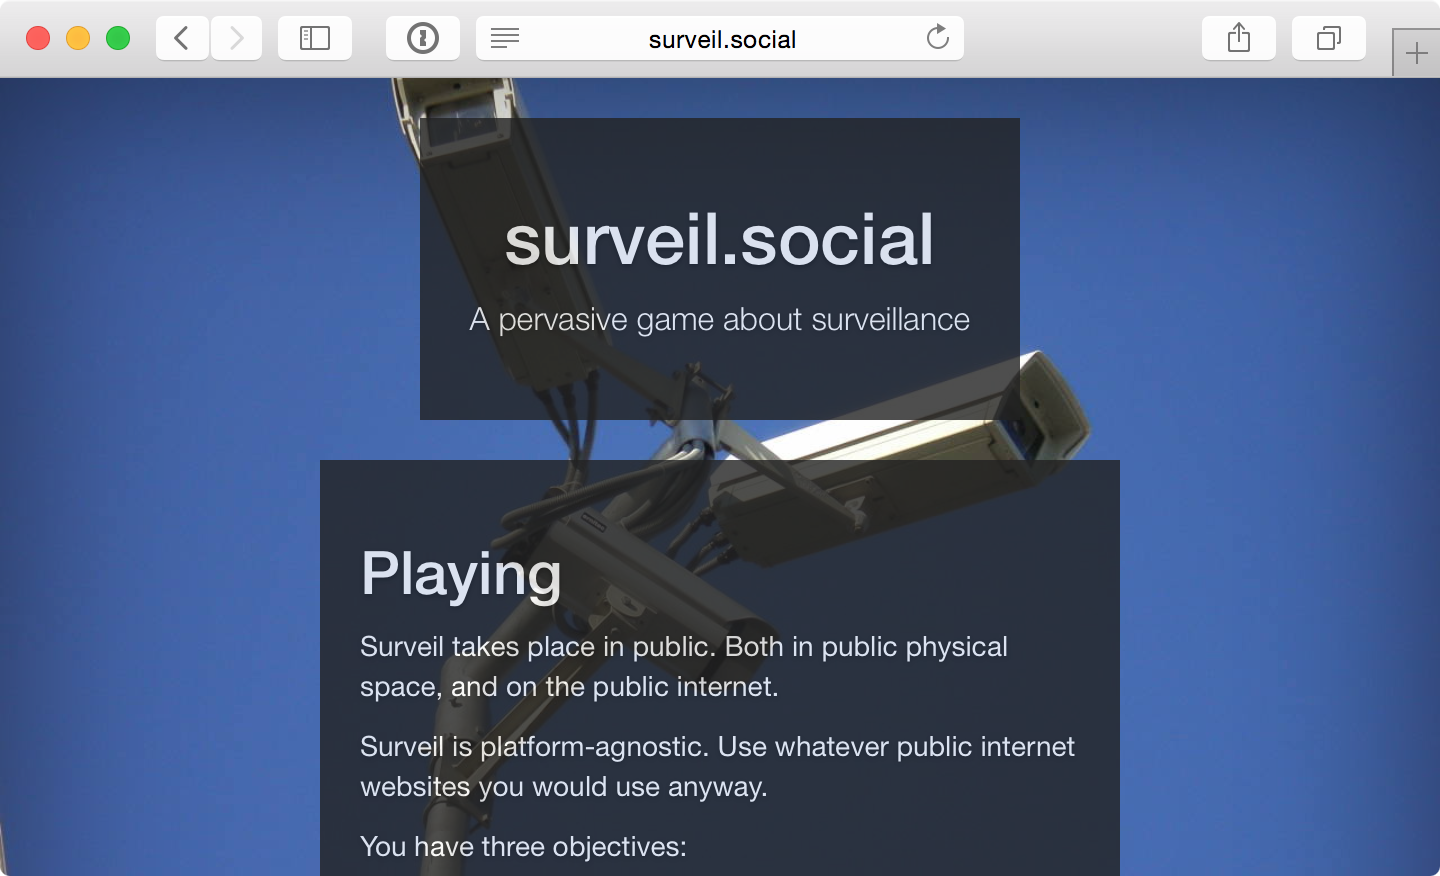 surveil.social
surveil.social
A pervasive game about surveillance
Playing
Surveil takes place in public. Both in public physical
space, and on the public internet.
Surveil is platform-agnostic. Use whatever public internet
websites you would use anyway.
You have three objectives: